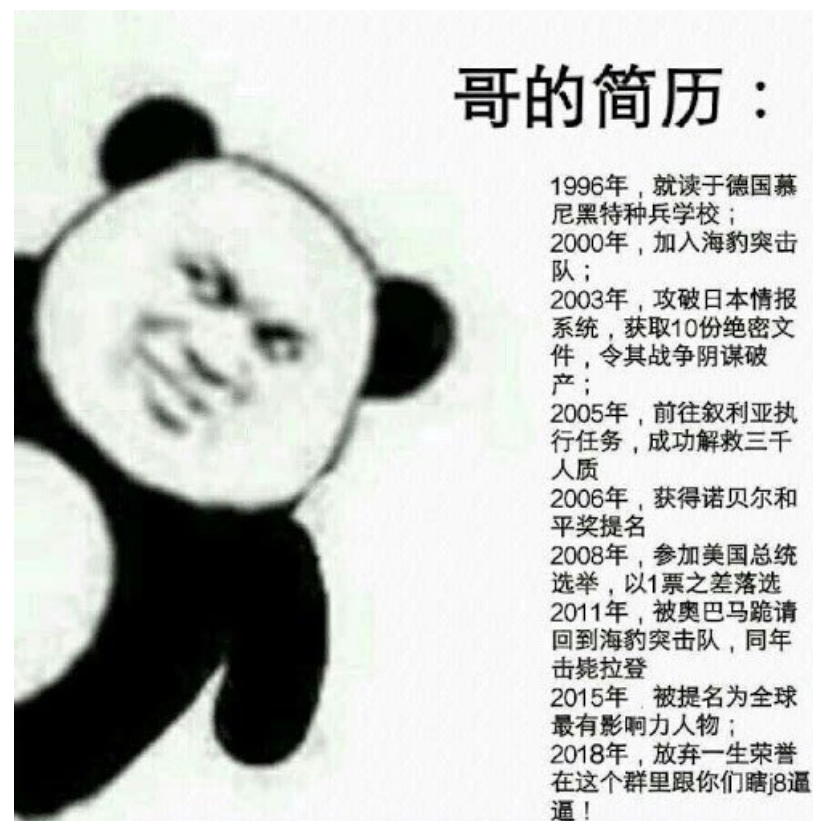 哥的简历：
1996年，就读于德国慕
尼黑特种兵学校；
2000年，加入海豹突击
队；
2003年，攻破日本情报
系统，获取10份绝密文
件，令其战争阴谋破
产；
2005年，前往叙利亚执
行任务，成功解救三千
人质
2006年，获得诺贝尔和
平奖提名
2008年，参加美国总统
选举，以1票之差落选
2011年，被奥巴马跪请
回到海豹突击队，同年
击毙拉登
2015年，被提名为全球
最有影响力人物；
2018年，放弃一生荣誉
在这个群里跟你们瞎j8逼
逼！